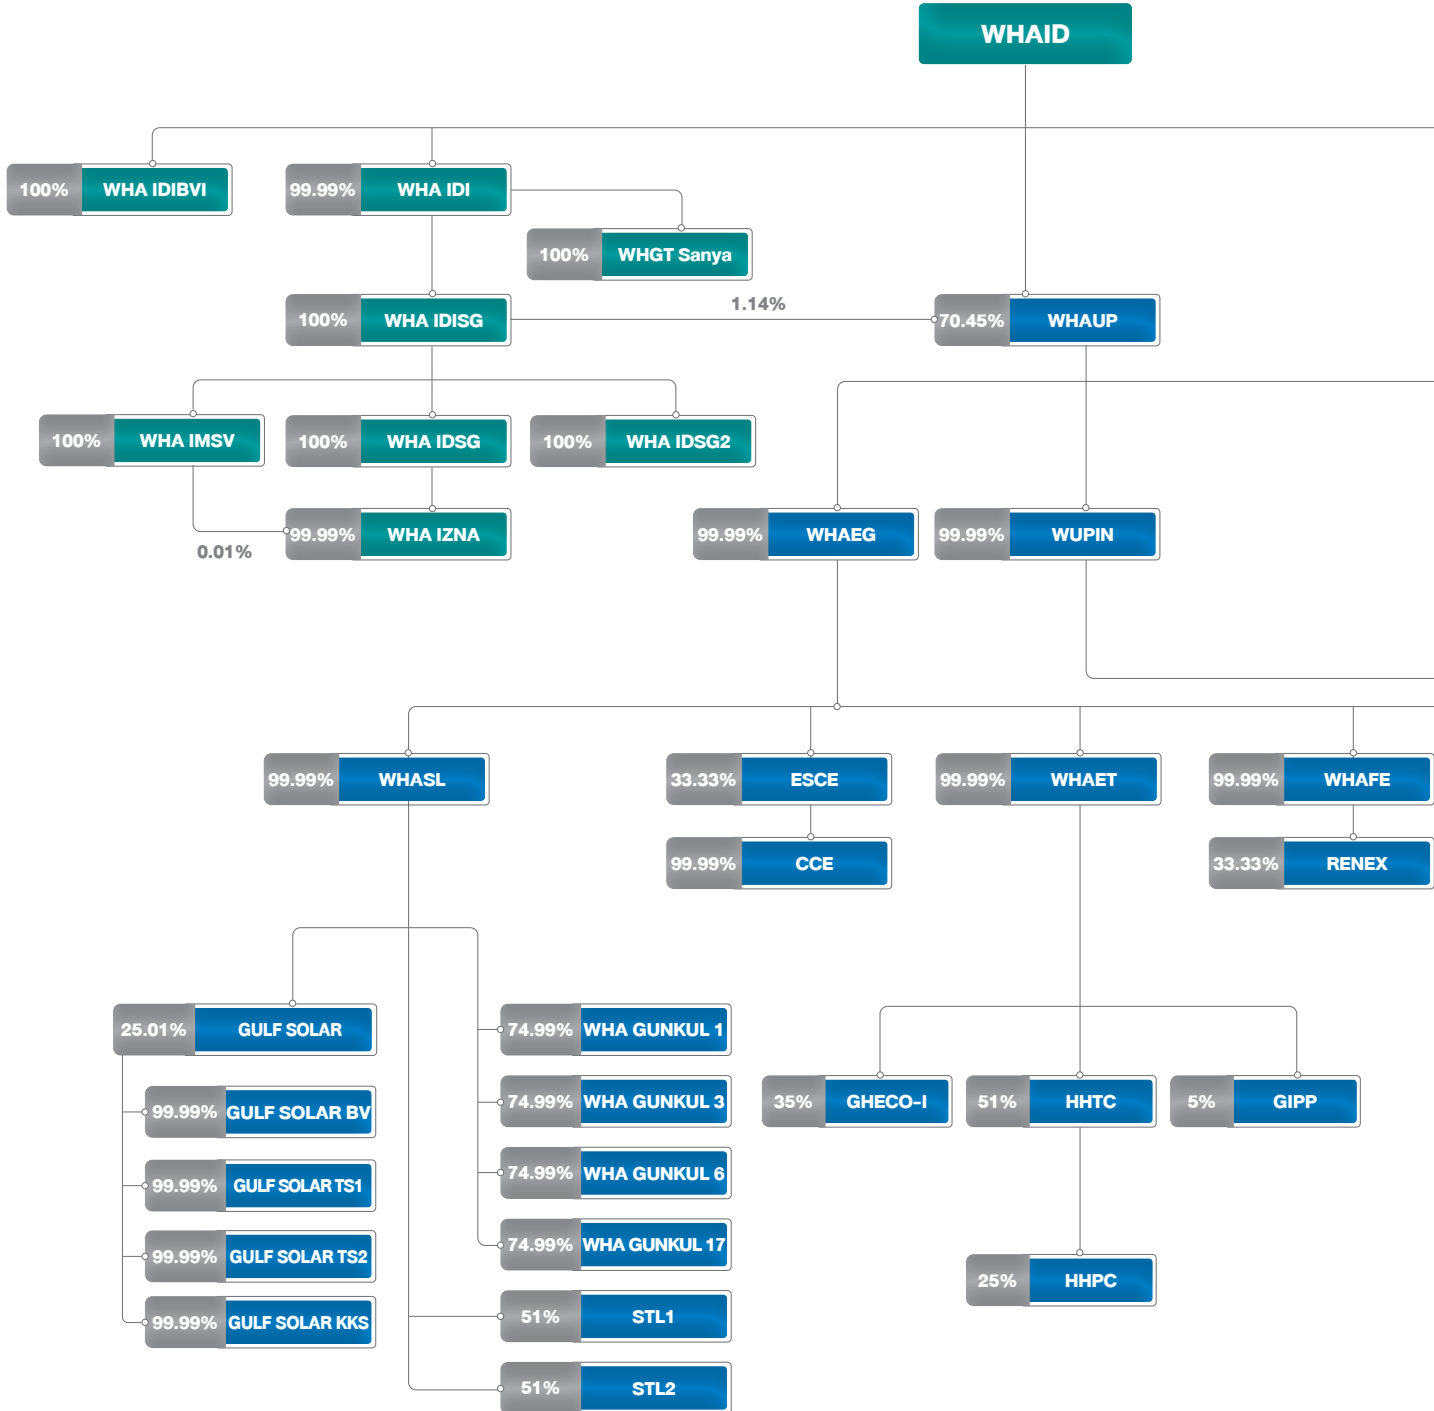 WHAID
100% WHA IDIBVI
99.99% WHA IDI
100% WHGT Sanya
100% WHA IDISG
1.14%
70.45% WHAUP
100% WHA IMSV
100% WHA IDSG
100% WHA IDSG2
99.99% WHA IZNA
0.01%
99.99% WHAEG
99.99% WUPIN
99.99% WHASL
33.33% ESCE
99.99% WHAET
99.99% WHAFE
99.99% CCE
33.33% RENEX
25.01% GULF SOLAR
74.99% WHA GUNKUL 1
99.99% GULF SOLAR BV
74.99% WHA GUNKUL 3
35% GHECO-I
51% HHTC
5% GIPP
99.99% GULF SOLAR TS1
74.99% WHA GUNKUL 6
99.99% GULF SOLAR TS2
74.99% WHA GUNKUL 17
25% HHPC
99.99% GULF SOLAR KKS
51% STL1
51% STL2